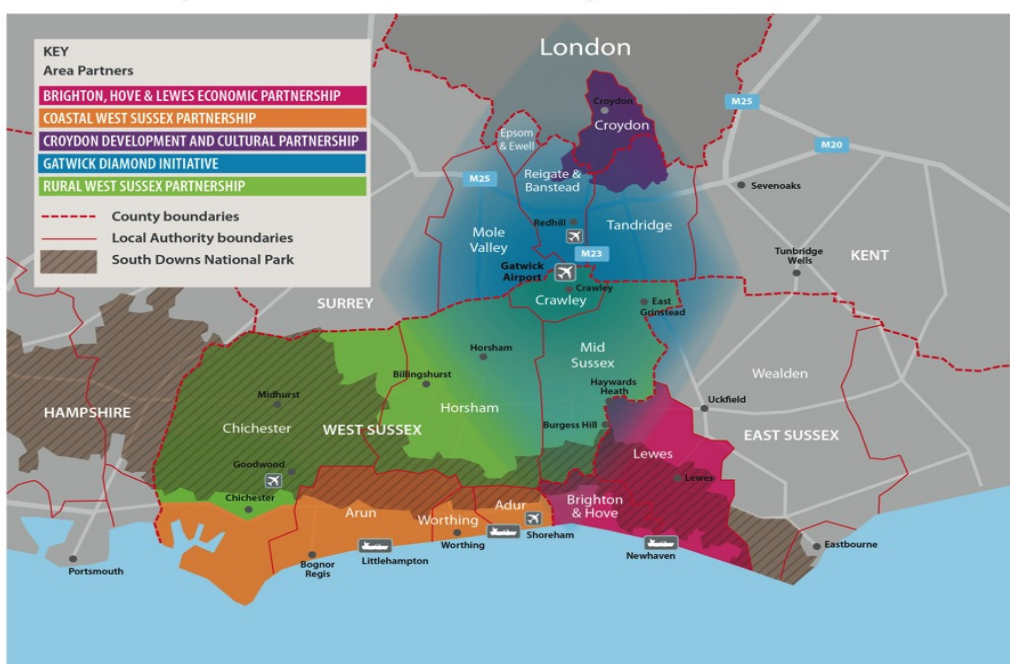 London
KEY
Area Partners
BRIGHTON, HOVE & LEWES ECONOMIC PARTNERSHIP
COASTAL WEST SUSSEX PARTNERSHIP
CROYDON DEVELOPMENT AND CULTURAL PARTNERSHIP
GATWICK DIAMOND INITIATIVE
RURAL WEST SUSSEX PARTNERSHIP
County boundaries
Local Authority boundaries
South Downs National Park
Croydon
Croydon
M25
M20
Epsom
& Ewell
M25
Reigate &
Banstead
Sevenoaks
Redhill
Tandridge
Mole
Valley
M23
Tunbridge
Wells
KENT
Gatwick
Airport
Crawley
Crawley
SURREY
East
Grinstead
Horsham
Mid
Sussex
Billingshurst
Wealden
Haywards
Heath
Midhurst
Horsham
Uckfield
HAMPSHIRE
Chichester
WEST SUSSEX
Burgess Hill
EAST SUSSEX
Lewes
Goodwood
Lewes
Chichester
Arun
Worthing
Adur
Brighton
& Hove
Worthing
Shoreham
Eastbourne
Newhaven
Portsmouth
Bognor
Regis
Littlehampton